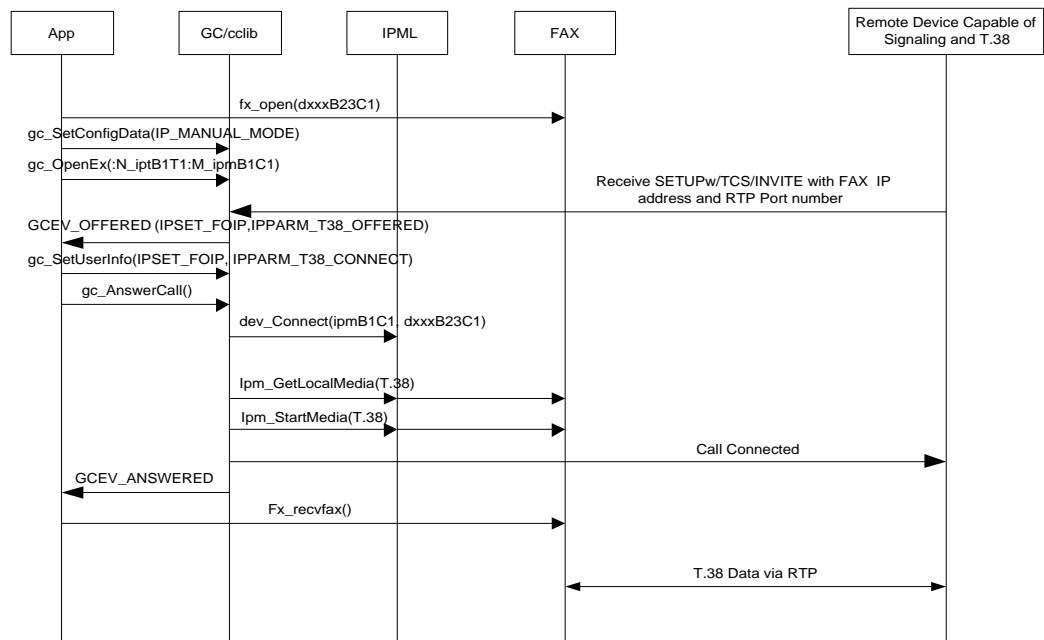 App
GC/cclib
IPML
FAX
Remote Device Capable of
Signaling and T.38
fx_open(dxxxB23C1)
gc_SetConfigData(IP_MANUAL_MODE)
gc_OpenEx(:N_iptB1T1:M_ipmB1C1)
Receive SETUPw/TCS/INVITE with FAX IP
address and RTP Port number
GCEV_OFFERED (IPSET_FOIP,IPPARM_T38_OFFERED)
gc_SetUserInfo(IPSET_FOIP, IPPARM_T38_CONNECT)
gc_AnswerCall()
dev_Connect(ipmB1C1, dxxxB23C1)
Ipm_GetLocalMedia(T.38)
Ipm_StartMedia(T.38)
Call Connected
GCEV_ANSWERED
Fx_recvfax()
T.38 Data via RTP